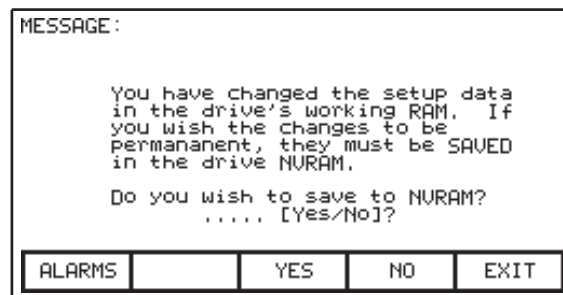 MESSAGE:
You have changed the setup data
in the drive's working RAM. If
you wish the changes to be
permananent, they must be SAVED
in the drive NVRAM.
Do you wish to save to NVRAM?
..... [Yes/No]?
ALARMS YES NO EXIT